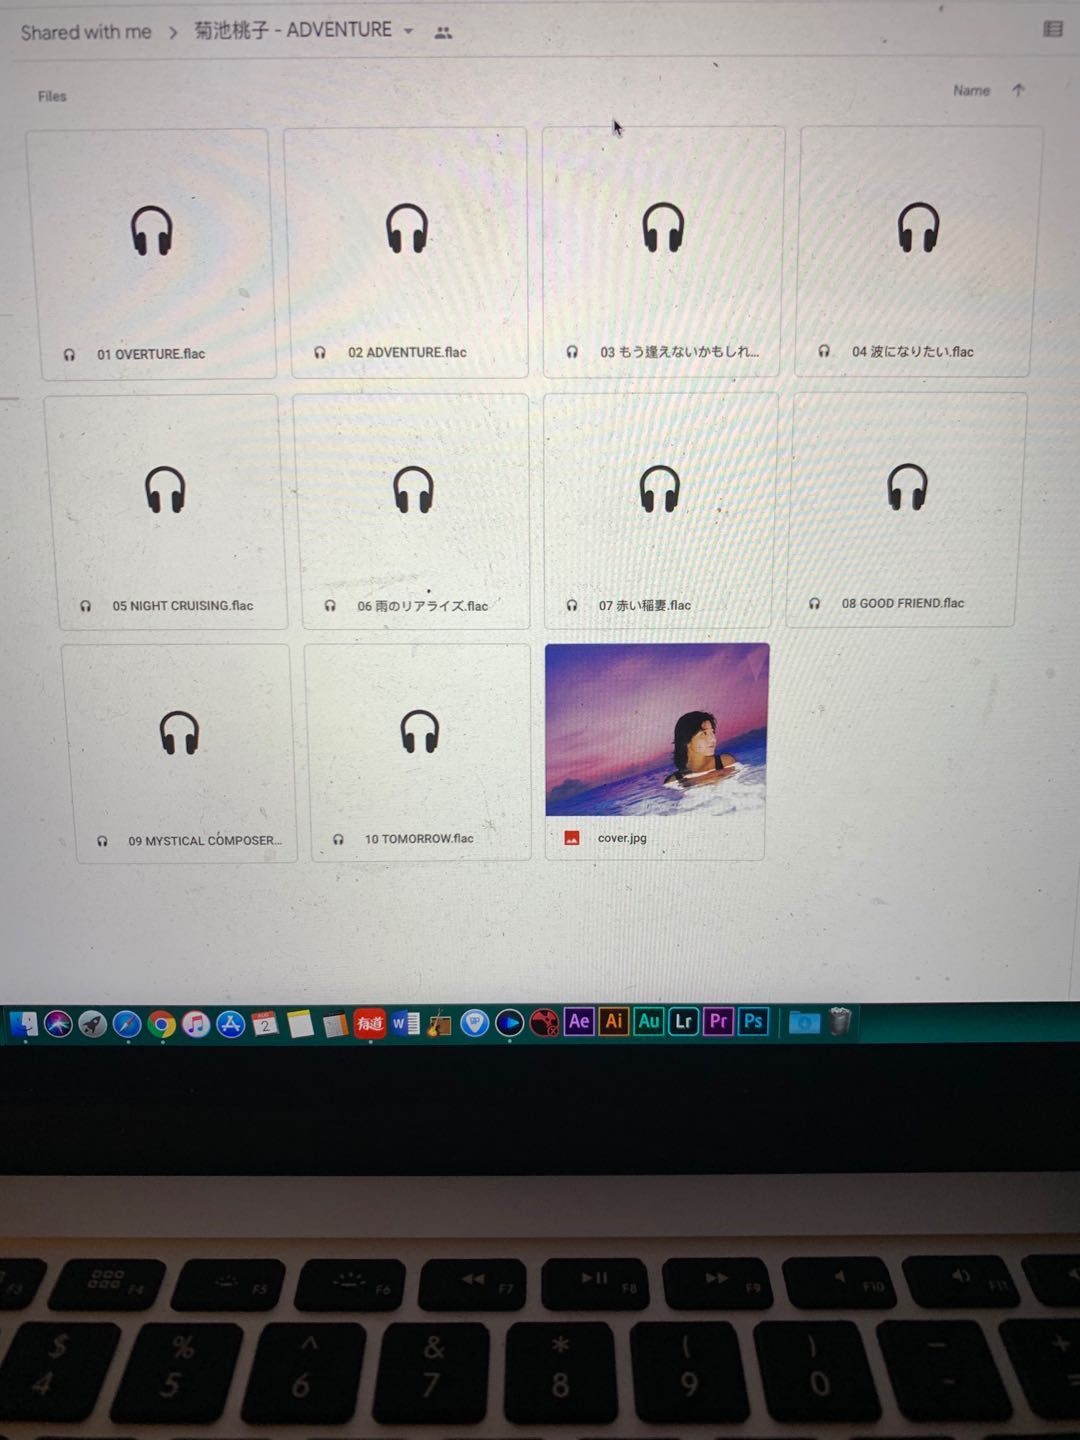 Shared with me > 菊池桃子 - ADVENTURE
Files
Name
01 OVERTURE.flac
02 ADVENTURE.flac
03 もう逢えないかもしれ...
04 波になりたい.flac
05 NIGHT CRUISING.flac
06 雨のリアライズ.flac
07 赤い稲妻.flac
08 GOOD FRIEND.flac
09 MYSTICAL COMPOSER...
10 TOMORROW.flac
cover.jpg
AUG
2
有道
W
GP
Ae
Ai
Au
Lr
Pr
Ps
F3
F4
F5
F6
F7
F8
F9
F10
F11
$
%
^
&
*
(
)
-
+
4
5
6
7
8
9
0
-
=